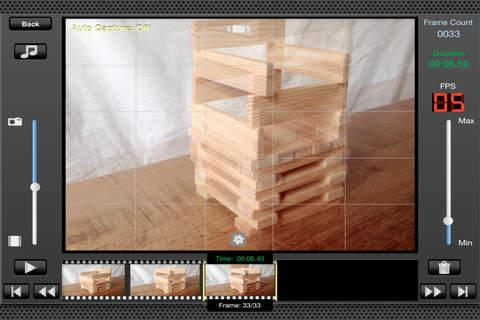 Back
Auto Capture: Off
Frame Count
0033
Duration
00:06.59
FPS
05
Max
Min
Time: 00:06.40
Frame: 33/33